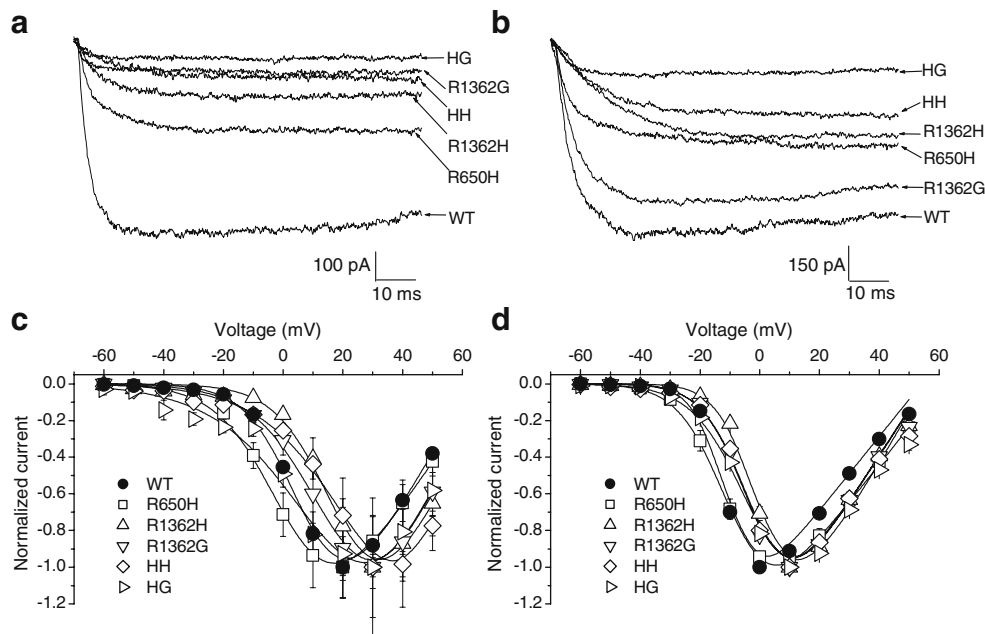 a
HG
R1362G
HH
R1362H
R650H
WT
100 pA
10 ms
b
HG
HH
R1362H
R650H
R1362G
WT
150 pA
10 ms
c
Voltage (mV)
-60 -40 -20 0 20 40 60
0.0
-0.2
-0.4
-0.6
-0.8
-1.0
-1.2
Normalized current
WT
R650H
R1362H
R1362G
HH
HG
d
Voltage (mV)
-60 -40 -20 0 20 40 60
0.0
-0.2
-0.4
-0.6
-0.8
-1.0
-1.2
Normalized current
WT
R650H
R1362H
R1362G
HH
HG